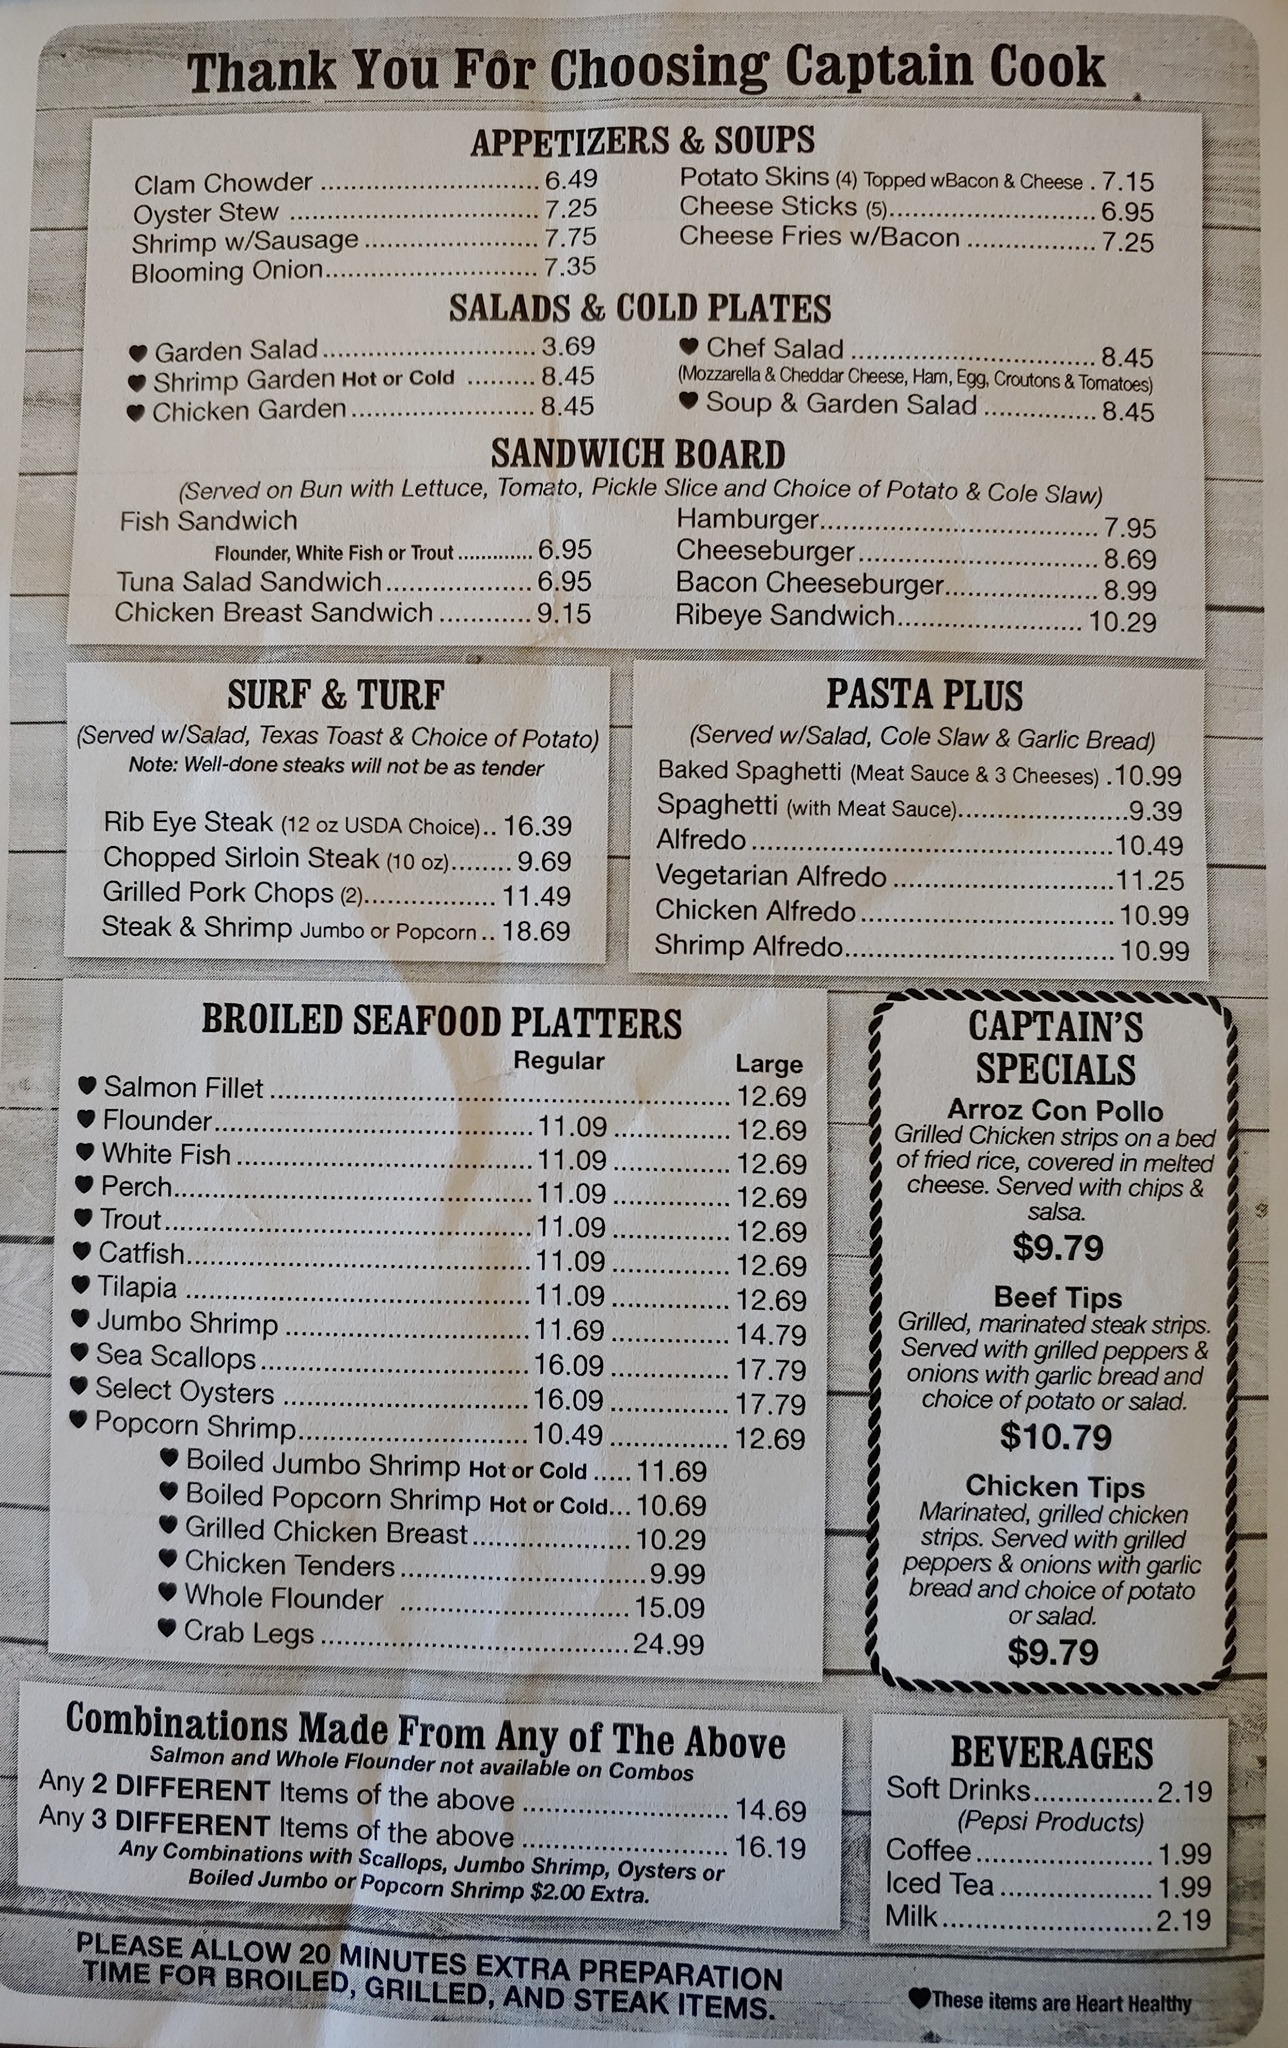 Thank You For Choosing Captain Cook
APPETIZERS & SOUPS
Clam Chowder ............................ 6.49
Oyster Stew ................................ 7.25
Shrimp w/Sausage ...................... 7.75
Blooming Onion........................... 7.35
Potato Skins (4) Topped wBacon & Cheese . 7.15
Cheese Sticks (5).......................... 6.95
Cheese Fries w/Bacon ................ 7.25
SALADS & COLD PLATES
♥ Garden Salad........................... 3.69
♥ Shrimp Garden Hot or Cold ......... 8.45
♥ Chicken Garden....................... 8.45
♥ Chef Salad ............................... 8.45
(Mozzarella & Cheddar Cheese, Ham, Egg, Croutons & Tomatoes)
♥ Soup & Garden Salad .............. 8.45
SANDWICH BOARD
(Served on Bun with Lettuce, Tomato, Pickle Slice and Choice of Potato & Cole Slaw)
Fish Sandwich
Flounder, White Fish or Trout ............. 6.95
Tuna Salad Sandwich .................. 6.95
Chicken Breast Sandwich ............ 9.15
Hamburger................................... 7.95
Cheeseburger .............................. 8.69
Bacon Cheeseburger................... 8.99
Ribeye Sandwich....................... 10.29
SURF & TURF
(Served w/Salad, Texas Toast & Choice of Potato)
Note: Well-done steaks will not be as tender
Rib Eye Steak (12 oz USDA Choice).. 16.39
Chopped Sirloin Steak (10 oz)........ 9.69
Grilled Pork Chops (2)................. 11.49
Steak & Shrimp Jumbo or Popcorn .. 18.69
PASTA PLUS
(Served w/Salad, Cole Slaw & Garlic Bread)
Baked Spaghetti (Meat Sauce & 3 Cheeses) .10.99
Spaghetti (with Meat Sauce)..................... 9.39
Alfredo .............................................10.49
Vegetarian Alfredo ...........................11.25
Chicken Alfredo ............................... 10.99
Shrimp Alfredo................................. 10.99
BROILED SEAFOOD PLATTERS
Regular Large
♥ Salmon Fillet ......................................................... 12.69
♥ Flounder....................................... 11.09 .............. 12.69
♥ White Fish .................................... 11.09 .............. 12.69
♥ Perch............................................ 11.09 .............. 12.69
♥ Trout ............................................. 11.09 .............. 12.69
♥ Catfish.......................................... 11.09 .............. 12.69
♥ Tilapia .......................................... 11.09 .............. 12.69
♥ Jumbo Shrimp .............................. 11.69 .............. 14.79
♥ Sea Scallops ................................. 16.09 .............. 17.79
♥ Select Oysters .............................. 16.09 .............. 17.79
♥ Popcorn Shrimp............................ 10.49 .............. 12.69
♥ Boiled Jumbo Shrimp Hot or Cold ..... 11.69
♥ Boiled Popcorn Shrimp Hot or Cold... 10.69
♥ Grilled Chicken Breast .................... 10.29
♥ Chicken Tenders ............................... 9.99
♥ Whole Flounder ............................. 15.09
♥ Crab Legs ...................................... 24.99
CAPTAIN'S
SPECIALS
Arroz Con Pollo
Grilled Chicken strips on a bed
of fried rice, covered in melted
cheese. Served with chips &
salsa.
$9.79
Beef Tips
Grilled, marinated steak strips.
Served with grilled peppers &
onions with garlic bread and
choice of potato or salad.
$10.79
Chicken Tips
Marinated, grilled chicken
strips. Served with grilled
peppers & onions with garlic
bread and choice of potato
or salad.
$9.79
Combinations Made From Any of The Above
Salmon and Whole Flounder not available on Combos
Any 2 DIFFERENT Items of the above .......................... 14.69
Any 3 DIFFERENT Items of the above .......................... 16.19
Any Combinations with Scallops, Jumbo Shrimp, Oysters or
Boiled Jumbo or Popcorn Shrimp $2.00 Extra.
BEVERAGES
Soft Drinks............... 2.19
(Pepsi Products)
Coffee...................... 1.99
Iced Tea ................... 1.99
Milk.......................... 2.19
PLEASE ALLOW 20 MINUTES EXTRA PREPARATION
TIME FOR BROILED, GRILLED, AND STEAK ITEMS.
♥These items are Heart Healthy